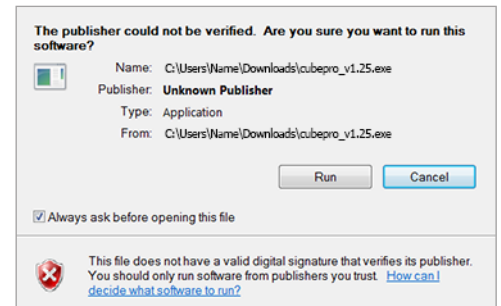 The publisher could not be verified. Are you sure you want to run this
software?
Name: C:\Users\Name\Downloads\cubepro_v1.25.exe
Publisher: Unknown Publisher
Type: Application
From: C:\Users\Name\Downloads\cubepro_v1.25.exe
Run Cancel
Always ask before opening this file
This file does not have a valid digital signature that verifies its publisher.
You should only run software from publishers you trust. How can I
decide what software to run?